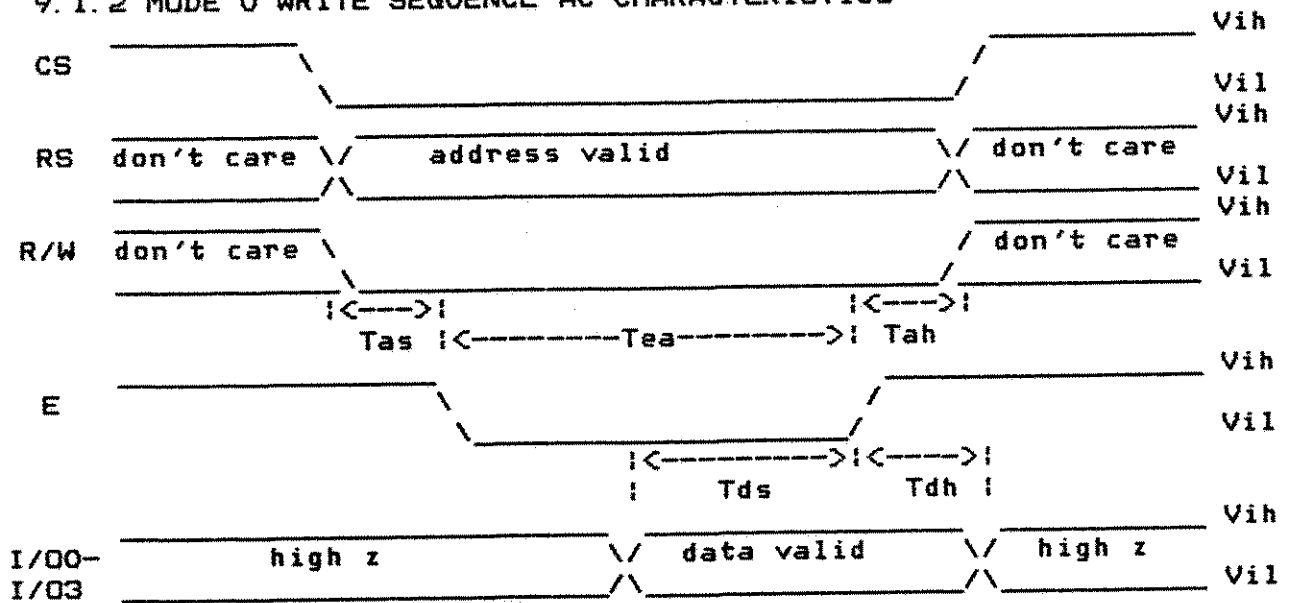 9.1.2 MODE 0 WRITE SEQUENCE AC CHARACTERISTICS
Vih
CS
Vil
Vih
RS don't care address valid don't care
Vil
Vih
R/W don't care don't care
Vil
|<--->| |<--->|
Tas |<---------Tea--------->| Tah
Vih
E
Vil
|<----------->|<---->|
| Tds Tdh |
Vih
I/O0- high z data valid high z
I/O3 Vil